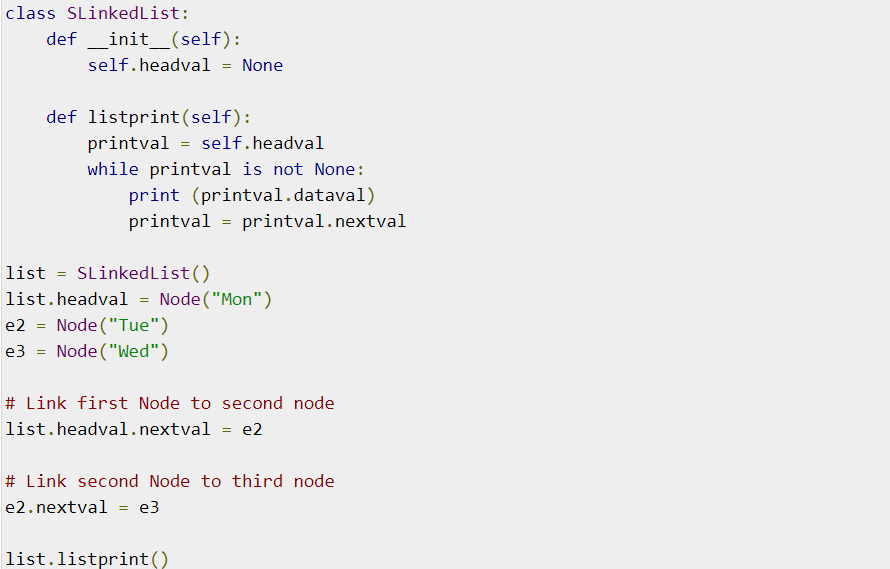 class SLinkedList:
    def __init__(self):
        self.headval = None

    def listprint(self):
        printval = self.headval
        while printval is not None:
            print (printval.dataval)
            printval = printval.nextval

list = SLinkedList()
list.headval = Node("Mon")
e2 = Node("Tue")
e3 = Node("Wed")

# Link first Node to second node
list.headval.nextval = e2

# Link second Node to third node
e2.nextval = e3

list.listprint()